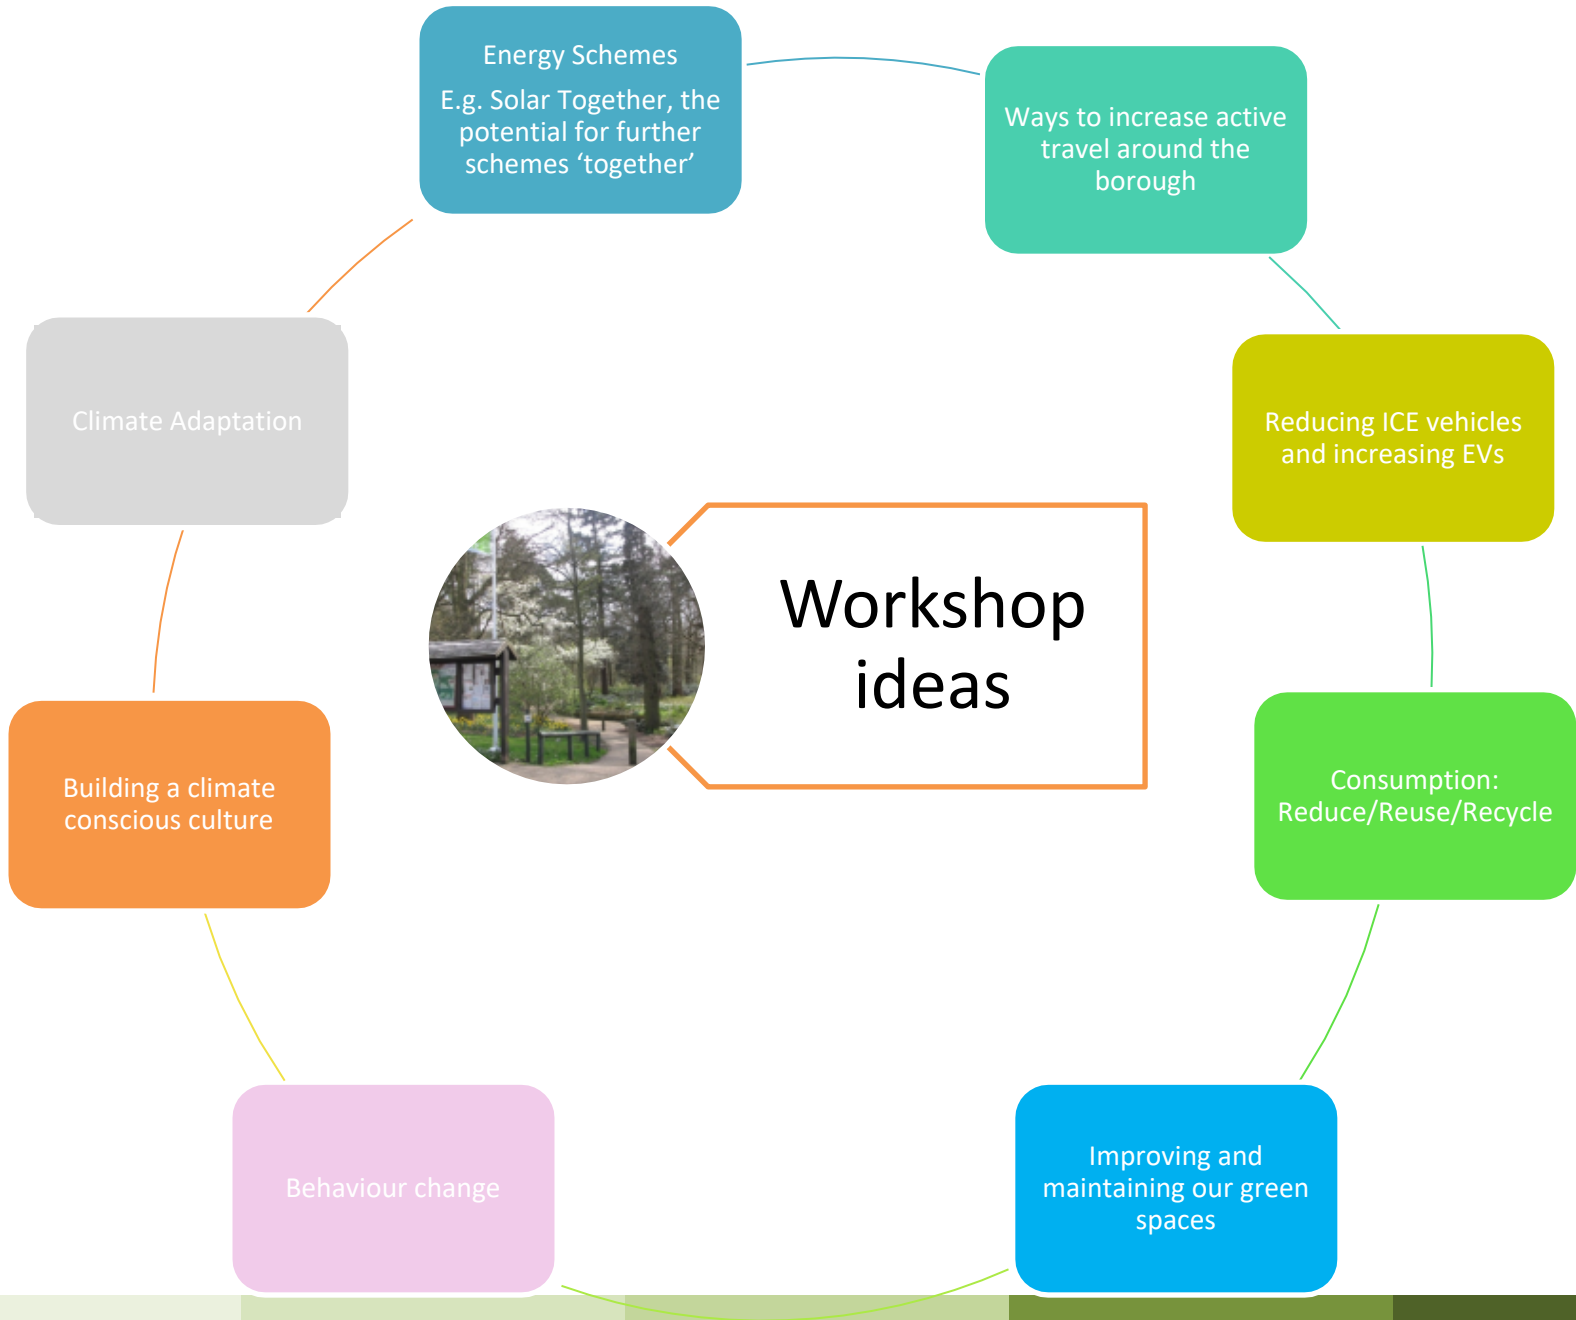 Energy Schemes
E.g. Solar Together, the
potential for further
schemes ‘together’
Ways to increase active
travel around the
borough
Reducing ICE vehicles
and increasing EVs
Consumption:
Reduce/Reuse/Recycle
Improving and
maintaining our green
spaces
Behaviour change
Building a climate
conscious culture
Climate Adaptation
Workshop
ideas